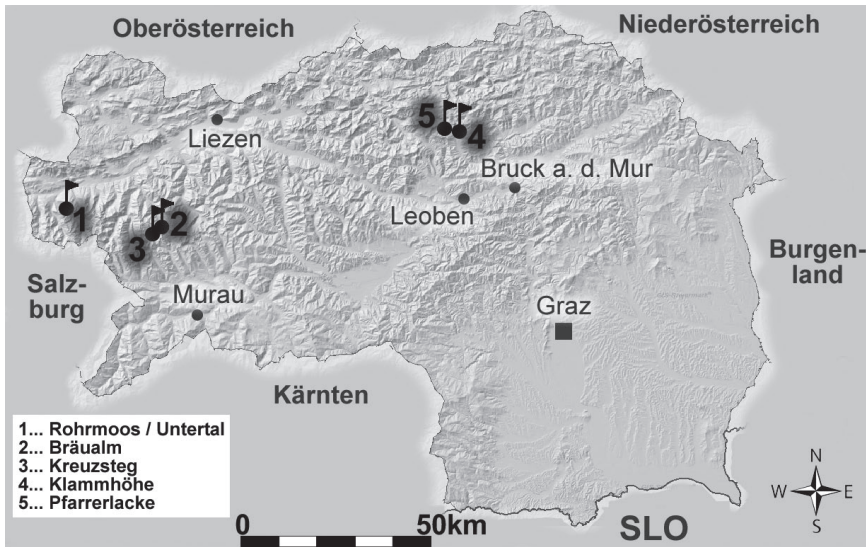 Oberösterreich
Niederösterreich
Liezen
5
4
Bruck a. d. Mur
Leoben
1
2
3
Salz-
burg
Murau
Graz
Burgen-
land
Kärnten
1... Rohrmoos / Untertal
2... Bräualm
3... Kreuzsteg
4... Klammhöhe
5... Pfarrerlacke
0 50km
SLO
N
W E
S